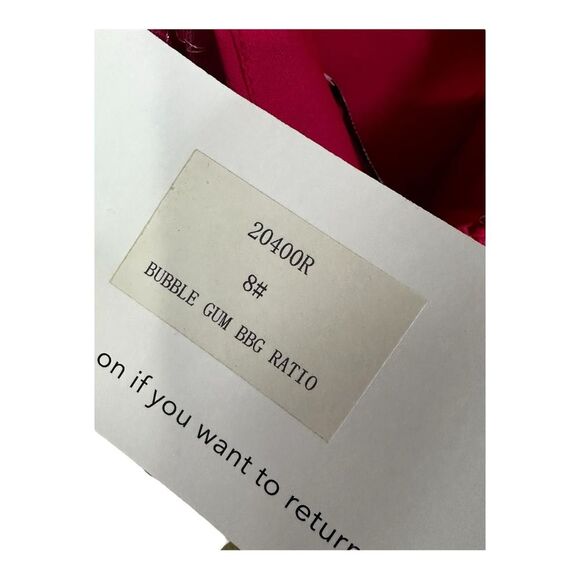 20400R
8#
BUBBLE GUM BBG RATIO
on if you want to return